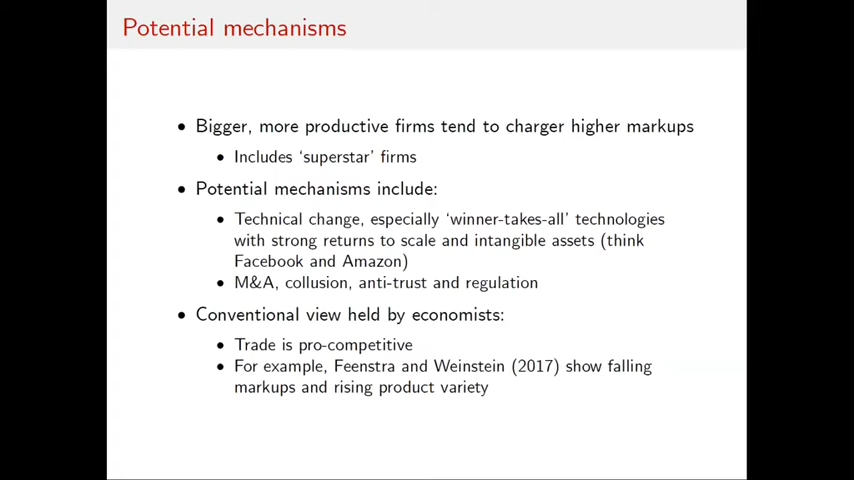 Potential mechanisms
• Bigger, more productive firms tend to charger higher markups
• Includes ‘superstar’ firms
• Potential mechanisms include:
• Technical change, especially ‘winner-takes-all’ technologies
with strong returns to scale and intangible assets (think
Facebook and Amazon)
• M&A, collusion, anti-trust and regulation
• Conventional view held by economists:
• Trade is pro-competitive
• For example, Feenstra and Weinstein (2017) show falling
markups and rising product variety